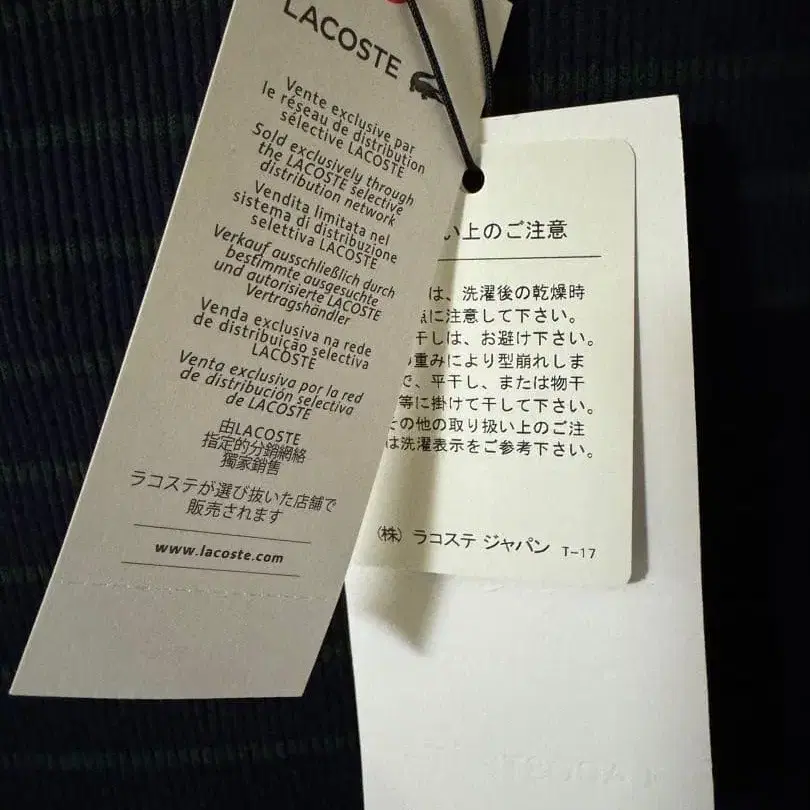 LACOSTE
Vente exclusive par
le réseau de distribution
sélective LACOSTE
Sold exclusively through
the LACOSTE selective
distribution network
Vendita limitata nel
sistema di distribuzione
selettiva LACOSTE
Verkauf ausschließlich durch
bestimmte ausgesuchte
und autorisierte LACOSTE
Vertragshändler
Venda exclusiva na rede
de distribuição selectiva
LACOSTE
Venta exclusiva por la red
de distribución selectiva
de LACOSTE
由LACOSTE
指定的分銷網絡
獨家銷售
ラコステが選び抜いた店舗で
販売されます
www.lacoste.com
い上のご注意
は、洗濯後の乾燥時
に注意して下さい。
干しは、お避け下さい。
重みにより型崩れしま
で、平干し、または物干
等に掛けて干して下さい。
その他の取り扱い上のご注
は洗濯表示をご参考下さい。
(株) ラコステ ジャパン T-17